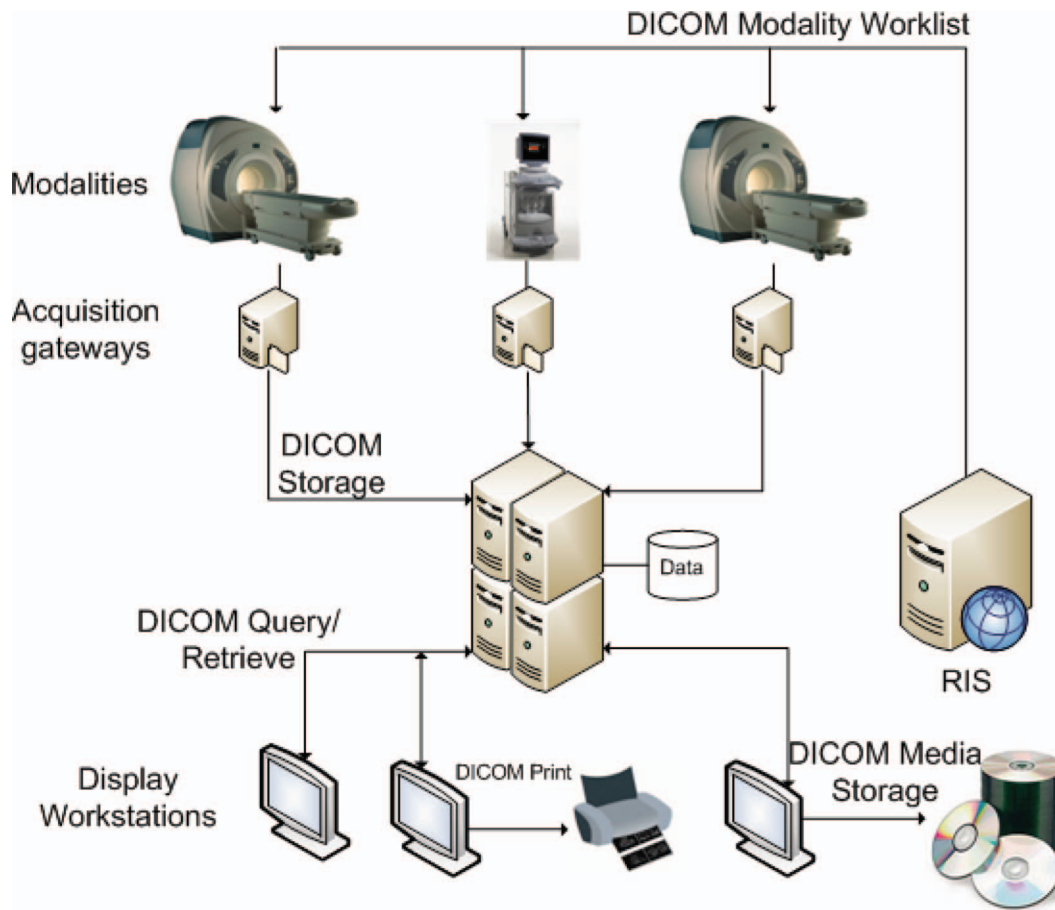 DICOM Modality Worklist
Modalities
Acquisition
gateways
DICOM
Storage
Data
DICOM Query/
Retrieve
RIS
Display
Workstations
DICOM Print
DICOM Media
Storage